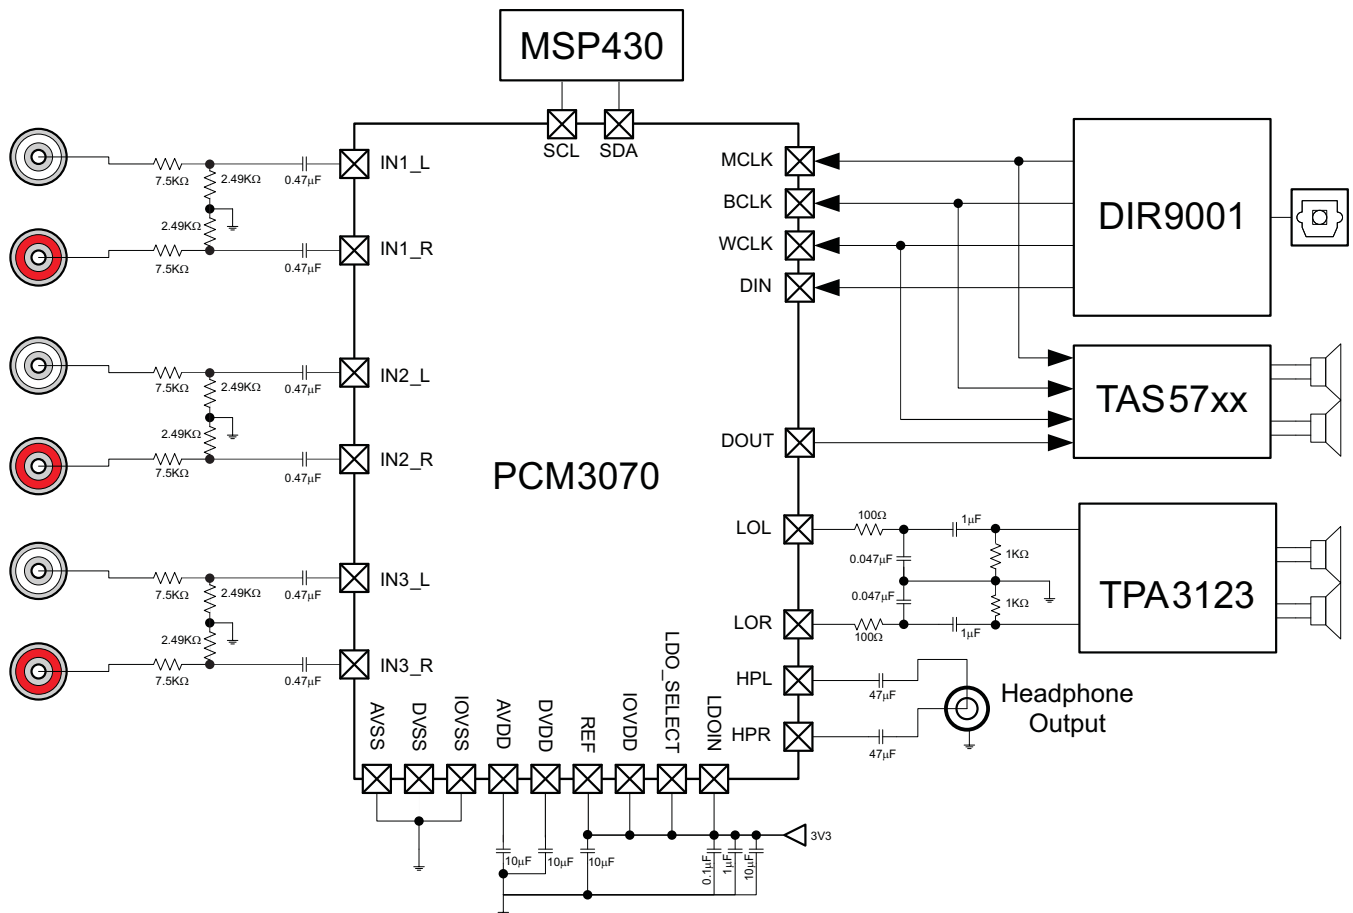 MSP430
SCL SDA
IN1_L
7.5KΩ
2.49KΩ
0.47µF
2.49KΩ
IN1_R
7.5KΩ
0.47µF
IN2_L
7.5KΩ
2.49KΩ
0.47µF
2.49KΩ
IN2_R
7.5KΩ
0.47µF
IN3_L
7.5KΩ
2.49KΩ
0.47µF
2.49KΩ
IN3_R
7.5KΩ
0.47µF
PCM3070
MCLK
BCLK
WCLK
DIN
DOUT
LOL
LOR
HPL
HPR
DIR9001
TAS57xx
100Ω
1µF
0.047µF
1KΩ
0.047µF
1KΩ
100Ω
1µF
TPA3123
47µF
47µF
Headphone
Output
AVSS
DVSS
IOVSS
AVDD
DVDD
REF
IOVDD
LDO_SELECT
LDOIN
3V3
10µF
10µF
10µF
0.1µF
1µF
10µF